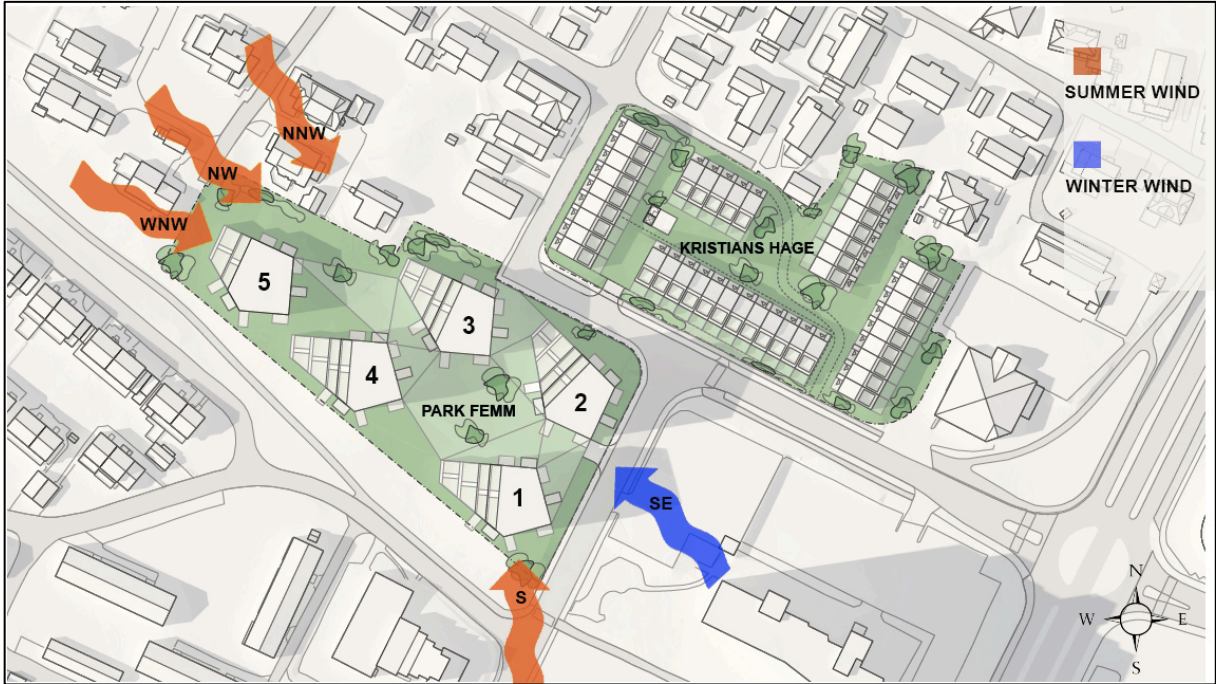 SUMMER WIND
WINTER WIND
NNW
NW
WNW
KRISTIANS HAGE
5
3
4
2
PARK FEMM
1
SE
S
N
W E
S